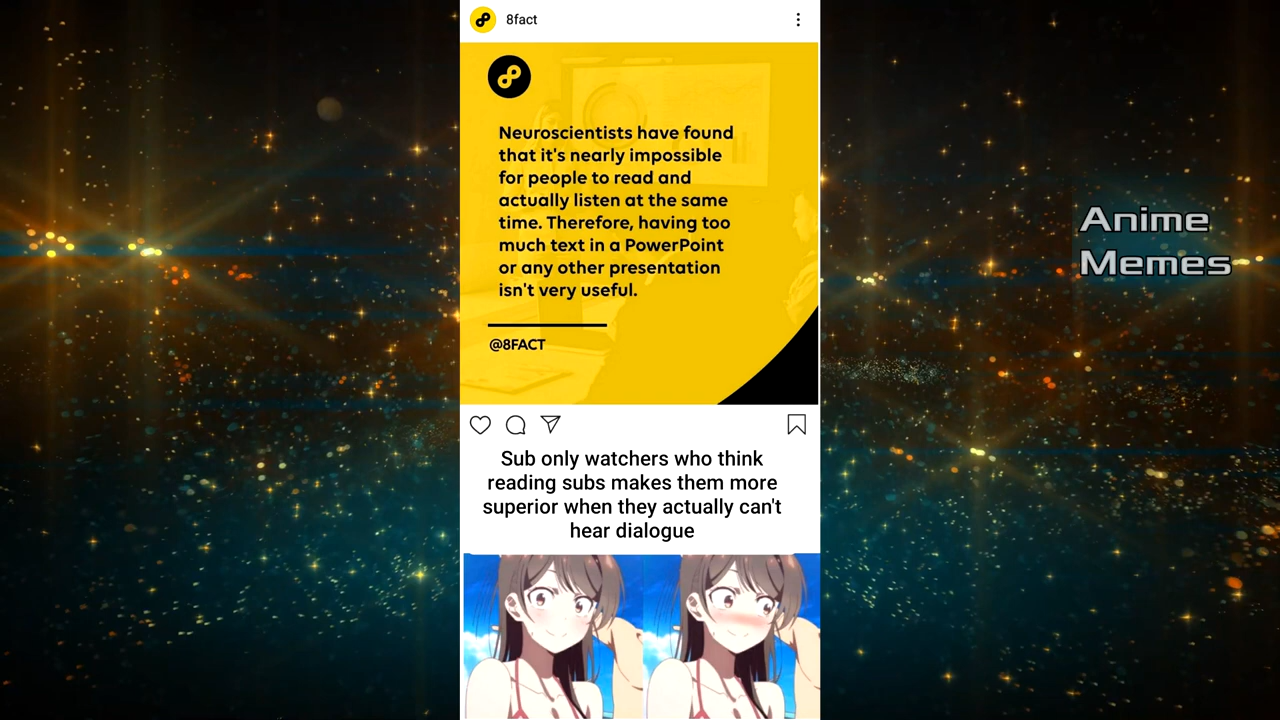 8fact
Neuroscientists have found
that it's nearly impossible
for people to read and
actually listen at the same
time. Therefore, having too
much text in a PowerPoint
or any other presentation
isn't very useful.
@8FACT
Sub only watchers who think
reading subs makes them more
superior when they actually can't
hear dialogue
Anime
Memes